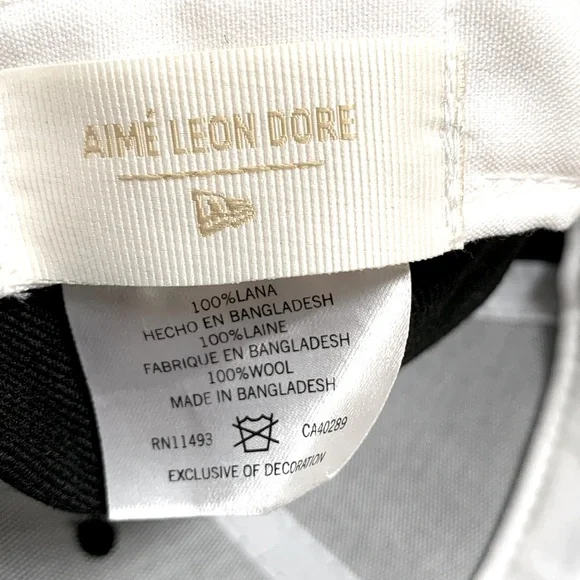 AIMÉ LEON DORE
100%LANA
HECHO EN BANGLADESH
100%LAINE
FABRIQUE EN BANGLADESH
100%WOOL
MADE IN BANGLADESH
RN11493 CA40289
EXCLUSIVE OF DECORATION